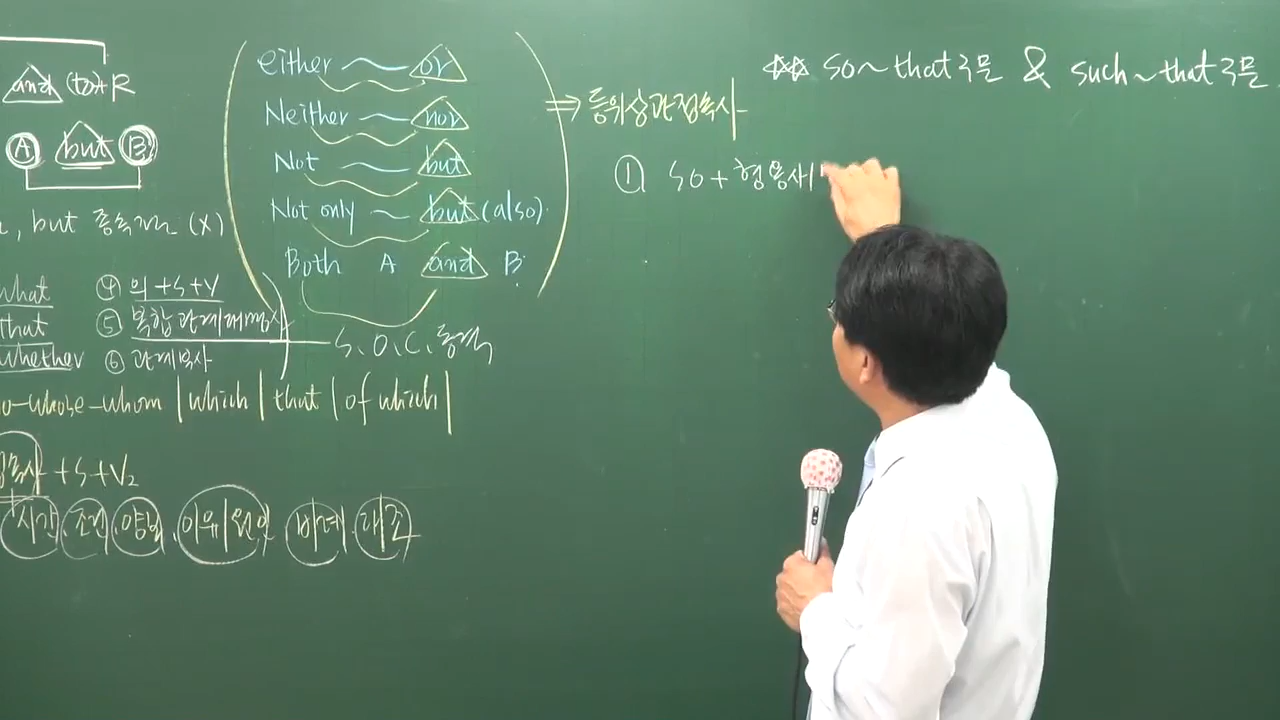 and (to)+R
A but B
, but 종속 (X)
what
that
whether
④ 의+S+V
⑤ 복합관계대명사
⑥ 관계부사
-whose-whom | which | that | of which |
+S+V₂
시간, 조건, 양보, 이유/원인, 비례, 대조
either ~ or
Neither ~ nor
Not ~ but
Not only ~ but (also)
Both A and B
S, O, C, 동격
⇒ 등위상관접속사
☆☆ so~that구문 & such~that구문
① so + 형용사/